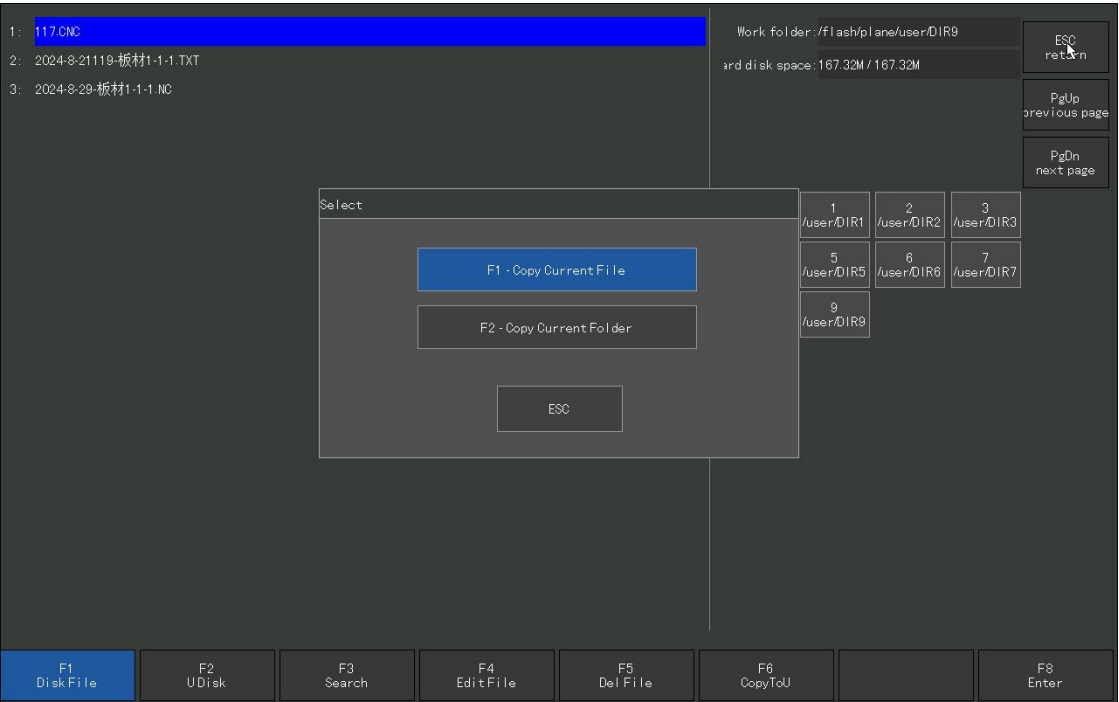 1: 117.CNC
2: 2024-8-21119-板材1-1-1.TXT
3: 2024-8-29-板材1-1-1.NC
Work folder:/flash/plane/user/DIR9
ard disk space:167.32M/167.32M
ESC
return
PgUp
previous page
PgDn
next page
Select
F1-Copy Current File
F2-Copy Current Folder
ESC
1
/user/DIR1
2
/user/DIR2
3
/user/DIR3
5
/user/DIR5
6
/user/DIR6
7
/user/DIR7
9
/user/DIR9
F1
DiskFile
F2
UDisk
F3
Search
F4
EditFile
F5
DelFile
F6
CopyToU
F8
Enter